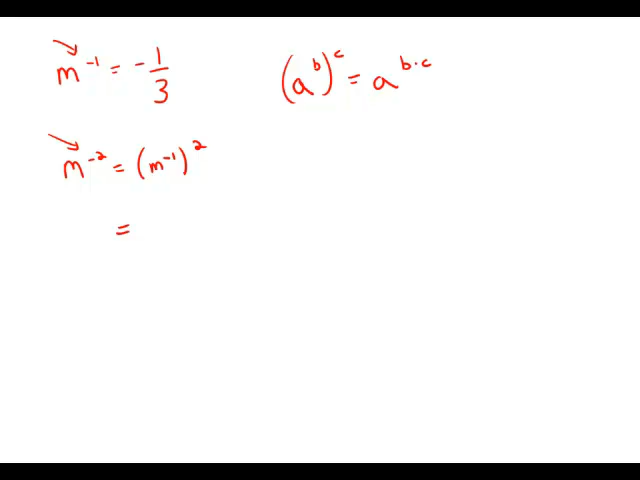 m⁻¹ = -1/3
(a^b)^c = a^(b·c)
m⁻² = (m⁻¹)²
=